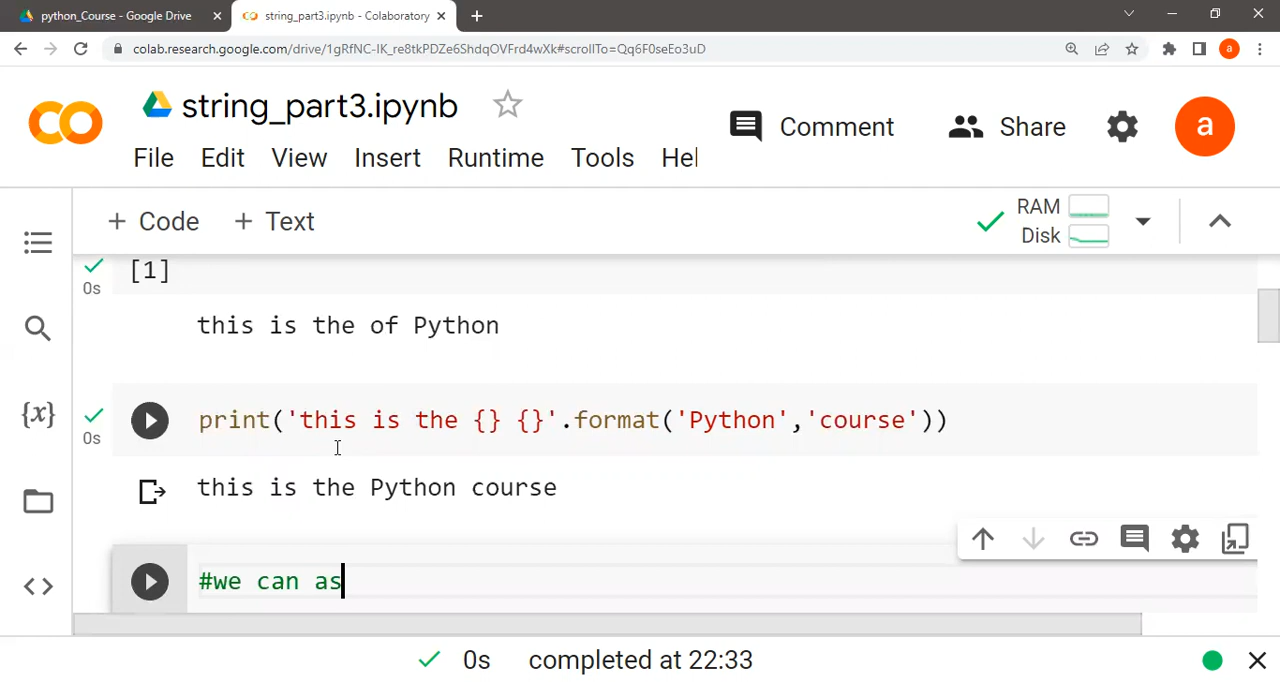 python_Course - Google Drive
string_part3.ipynb - Colaboratory
colab.research.google.com/drive/1gRfNC-IK_re8tkPDZe6ShdqOVFrd4wXk#scrollTo=Qq6F0seEo3uD
a
string_part3.ipynb
Comment
Share
a
File Edit View Insert Runtime Tools Hel
+ Code + Text
RAM
Disk
[1]
0s
this is the of Python
print('this is the {} {}'.format('Python','course'))
0s
this is the Python course
#we can as
0s completed at 22:33